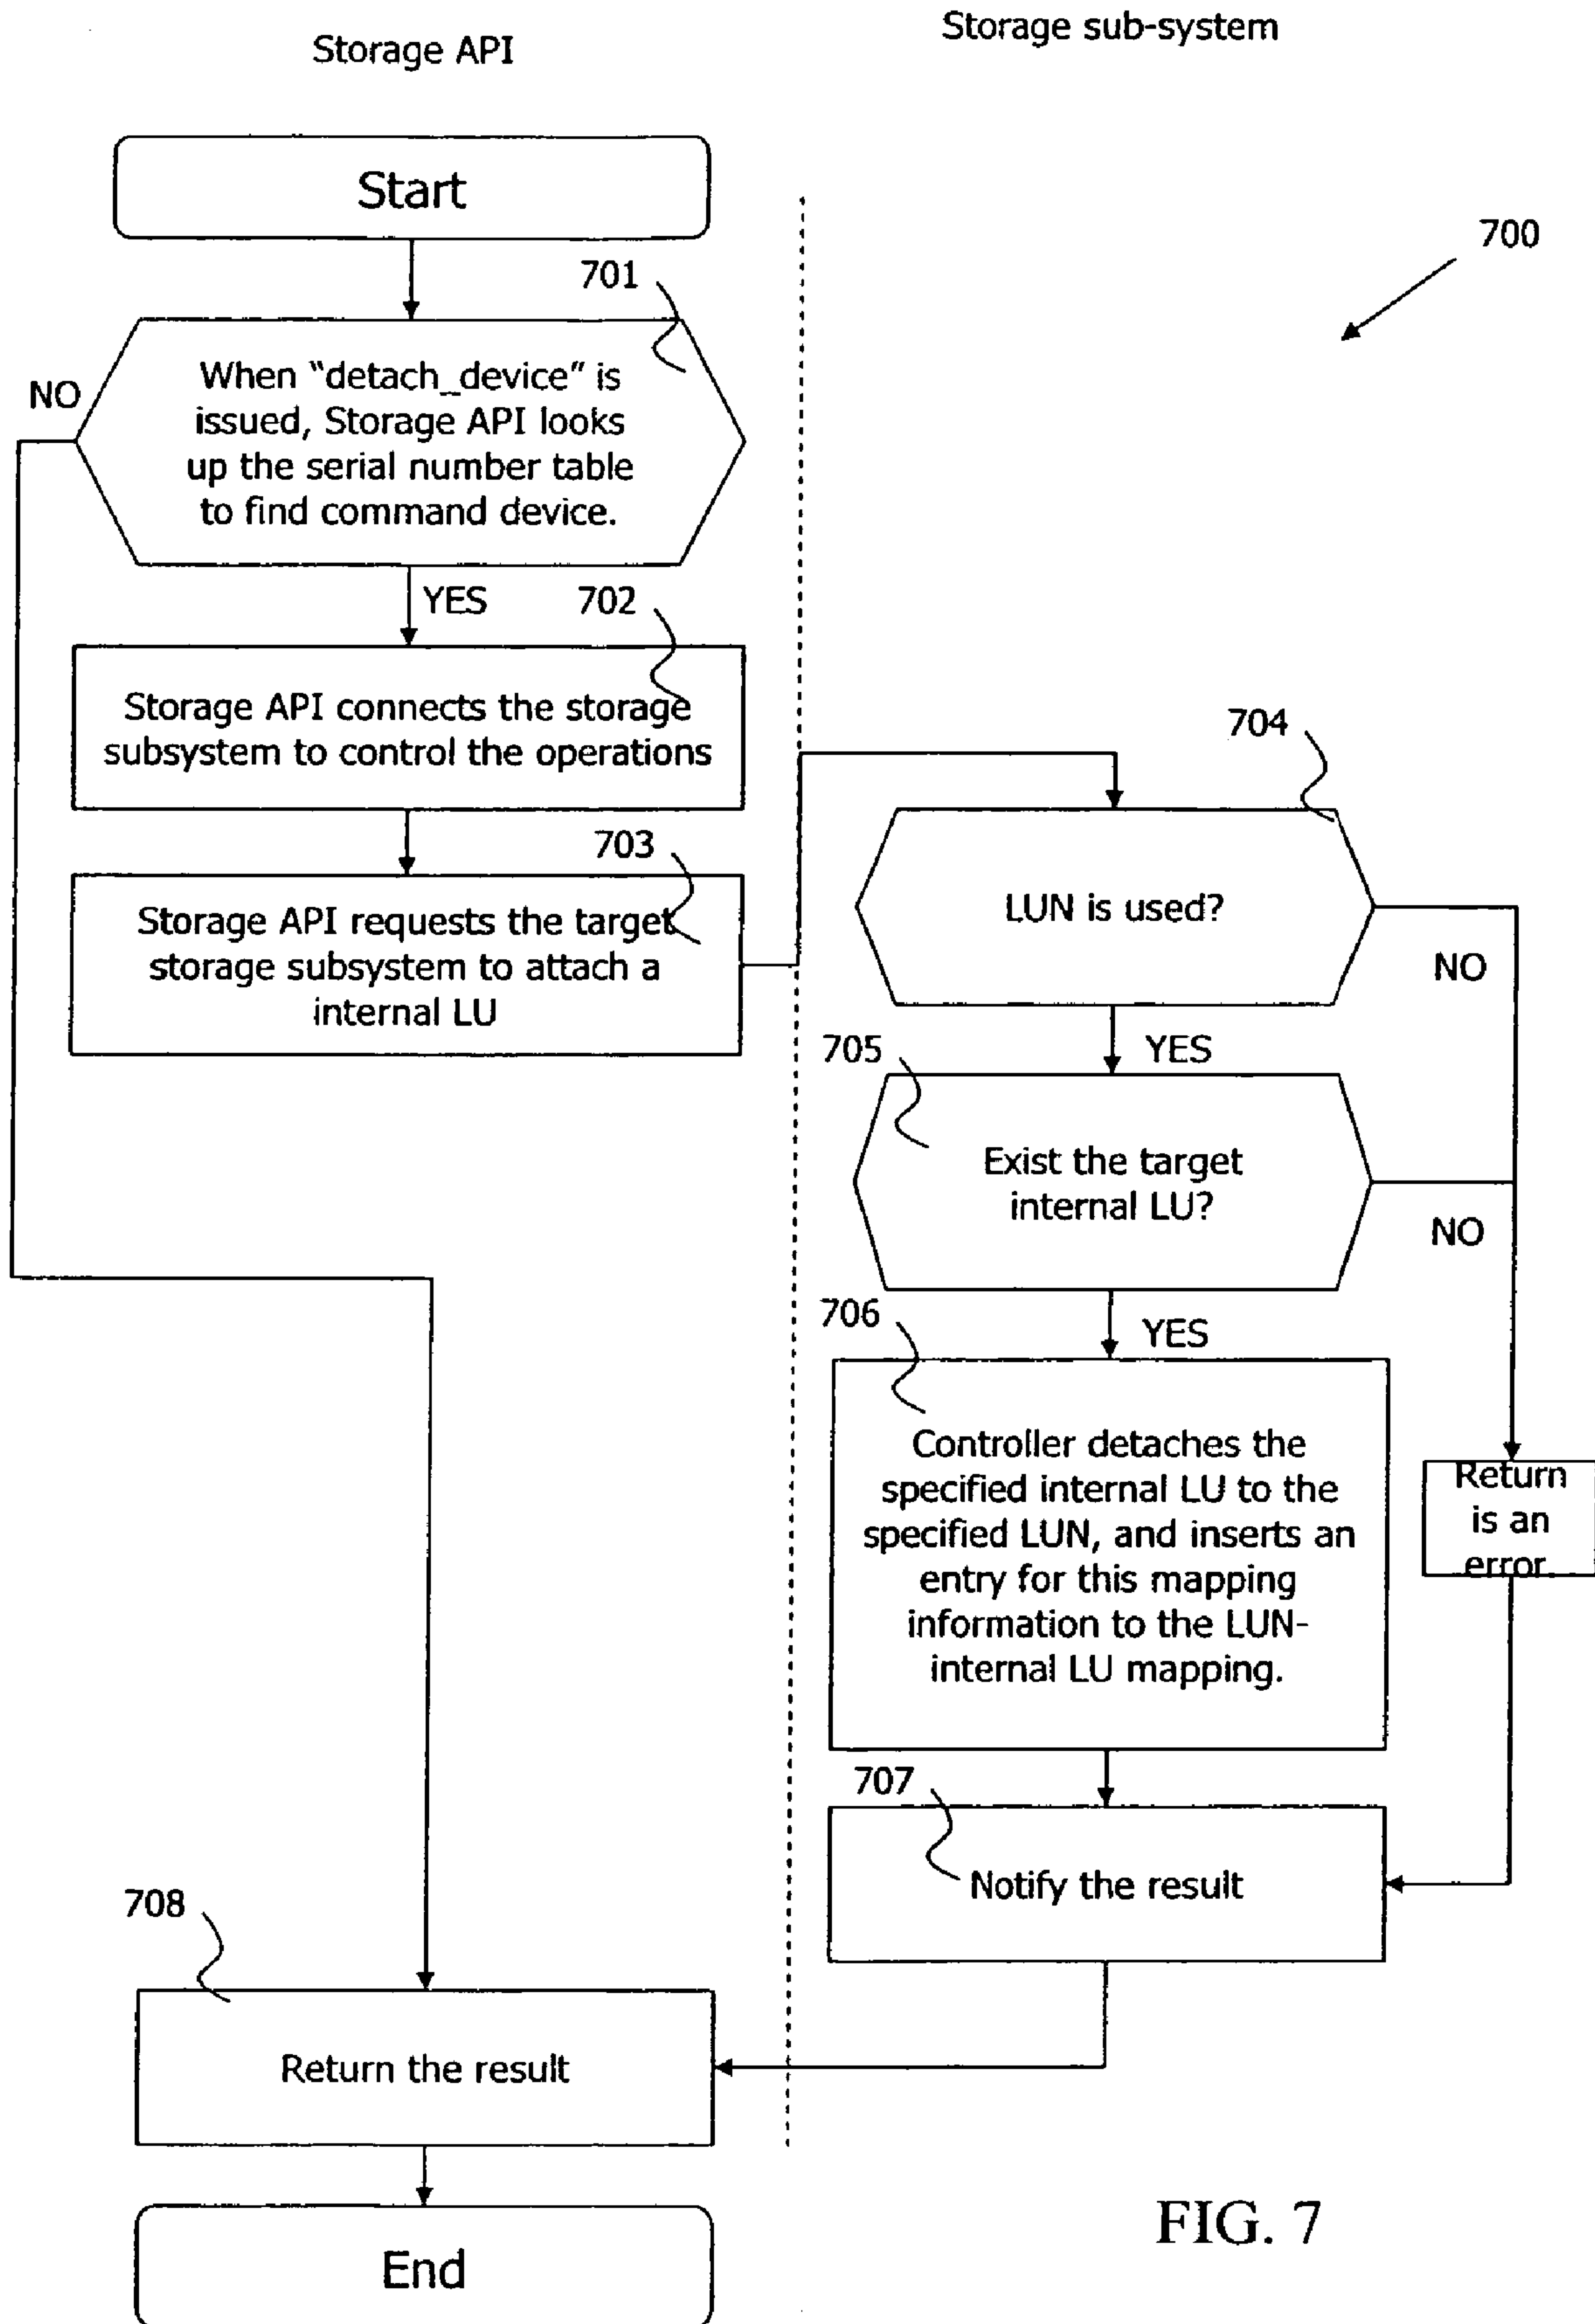 Storage API
Storage sub-system
Start
700
701
When “detach_device” is
issued, Storage API looks
up the serial number table
to find command device.
NO
YES
702
Storage API connects the storage
subsystem to control the operations
703
Storage API requests the target
storage subsystem to attach a
internal LU
704
LUN is used?
NO
YES
705
Exist the target
internal LU?
NO
YES
706
Controller detaches the
specified internal LU to the
specified LUN, and inserts an
entry for this mapping
information to the LUN-
internal LU mapping.
Return
is an
error.
707
Notify the result
708
Return the result
End
FIG. 7